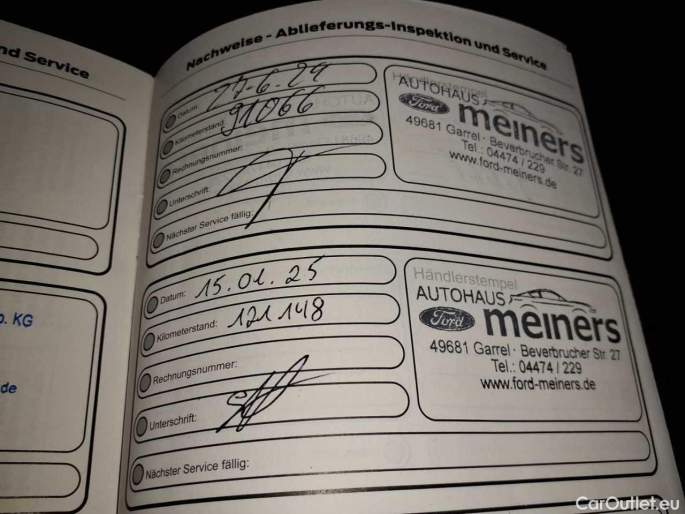 nd Service
o. KG
de
Nachweise - Ablieferungs-Inspektion und Service
Datum: 27.6.24
Kilometerstand: 91066
Rechnungsnummer:
Unterschrift:
Nächster Service fällig:
Händlerstempel
AUTOHAUS
Ford meiners
49681 Garrel · Beverbrucher Str. 27
Tel.: 04474 / 229
www.ford-meiners.de
Datum: 15.01.25
Kilometerstand: 121148
Rechnungsnummer:
Unterschrift:
Nächster Service fällig:
Händlerstempel
AUTOHAUS
Ford meiners
49681 Garrel · Beverbrucher Str. 27
Tel.: 04474 / 229
www.ford-meiners.de
CarOutlet.eu